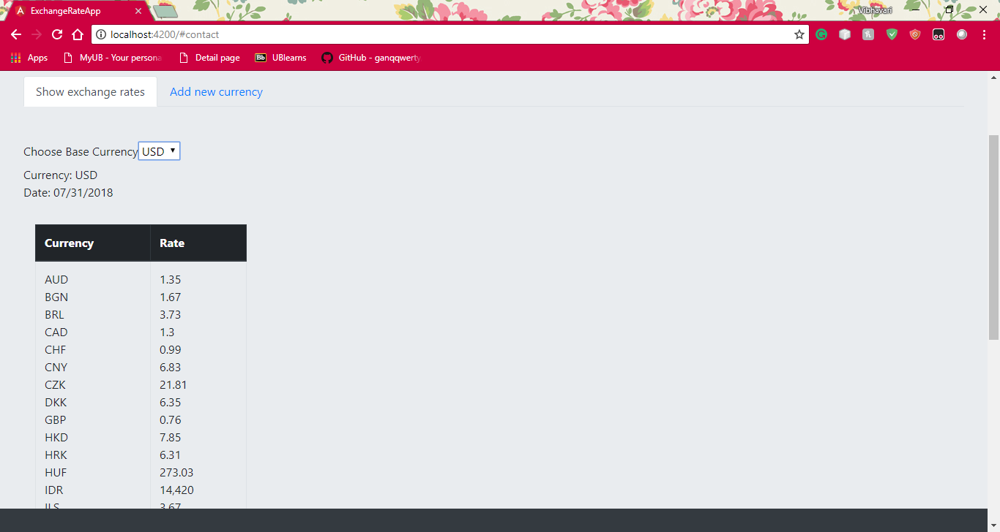 ExchangeRateApp
Vibhavari
localhost:4200/#contact
Apps MyUB - Your persona Detail page Bb UBlearns GitHub - ganqqwerty
Show exchange rates Add new currency
Choose Base Currency USD
Currency: USD
Date: 07/31/2018
Currency Rate
AUD 1.35
BGN 1.67
BRL 3.73
CAD 1.3
CHF 0.99
CNY 6.83
CZK 21.81
DKK 6.35
GBP 0.76
HKD 7.85
HRK 6.31
HUF 273.03
IDR 14,420
ILS 3.67